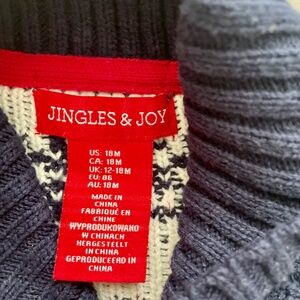 JINGLES & JOY
US: 18M
CA: 18M
UK: 12-18M
EU: 86
AU: 18M
MADE IN
CHINA
FABRIQUÉ EN
CHINE
WYPRODUKOWANO
W CHINACH
HERGESTELLT
IN CHINA
GEPRODUCEERD IN
CHINA